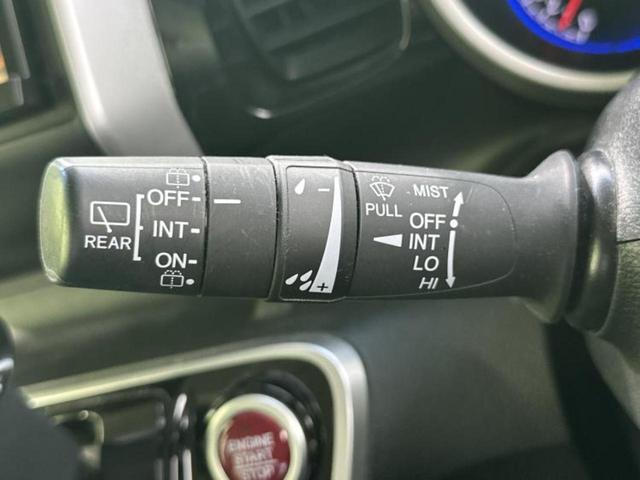 REAR
OFF
INT
ON
−
+
PULL
MIST
OFF
INT
LO
HI
ENGINE
START
STOP